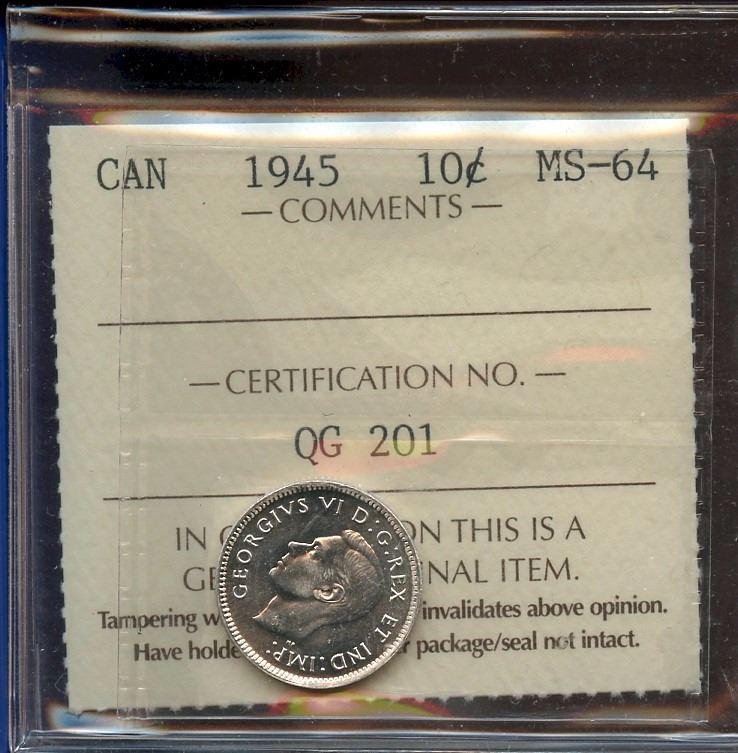 CAN 1945 10¢ MS-64
— COMMENTS —
— CERTIFICATION NO. —
QG 201
IN ON THIS IS A
GE NAL ITEM.
Tampering w invalidates above opinion.
Have holde r package/seal not intact.
GEORGIVS VI D:G:REX ET IND:IMP: